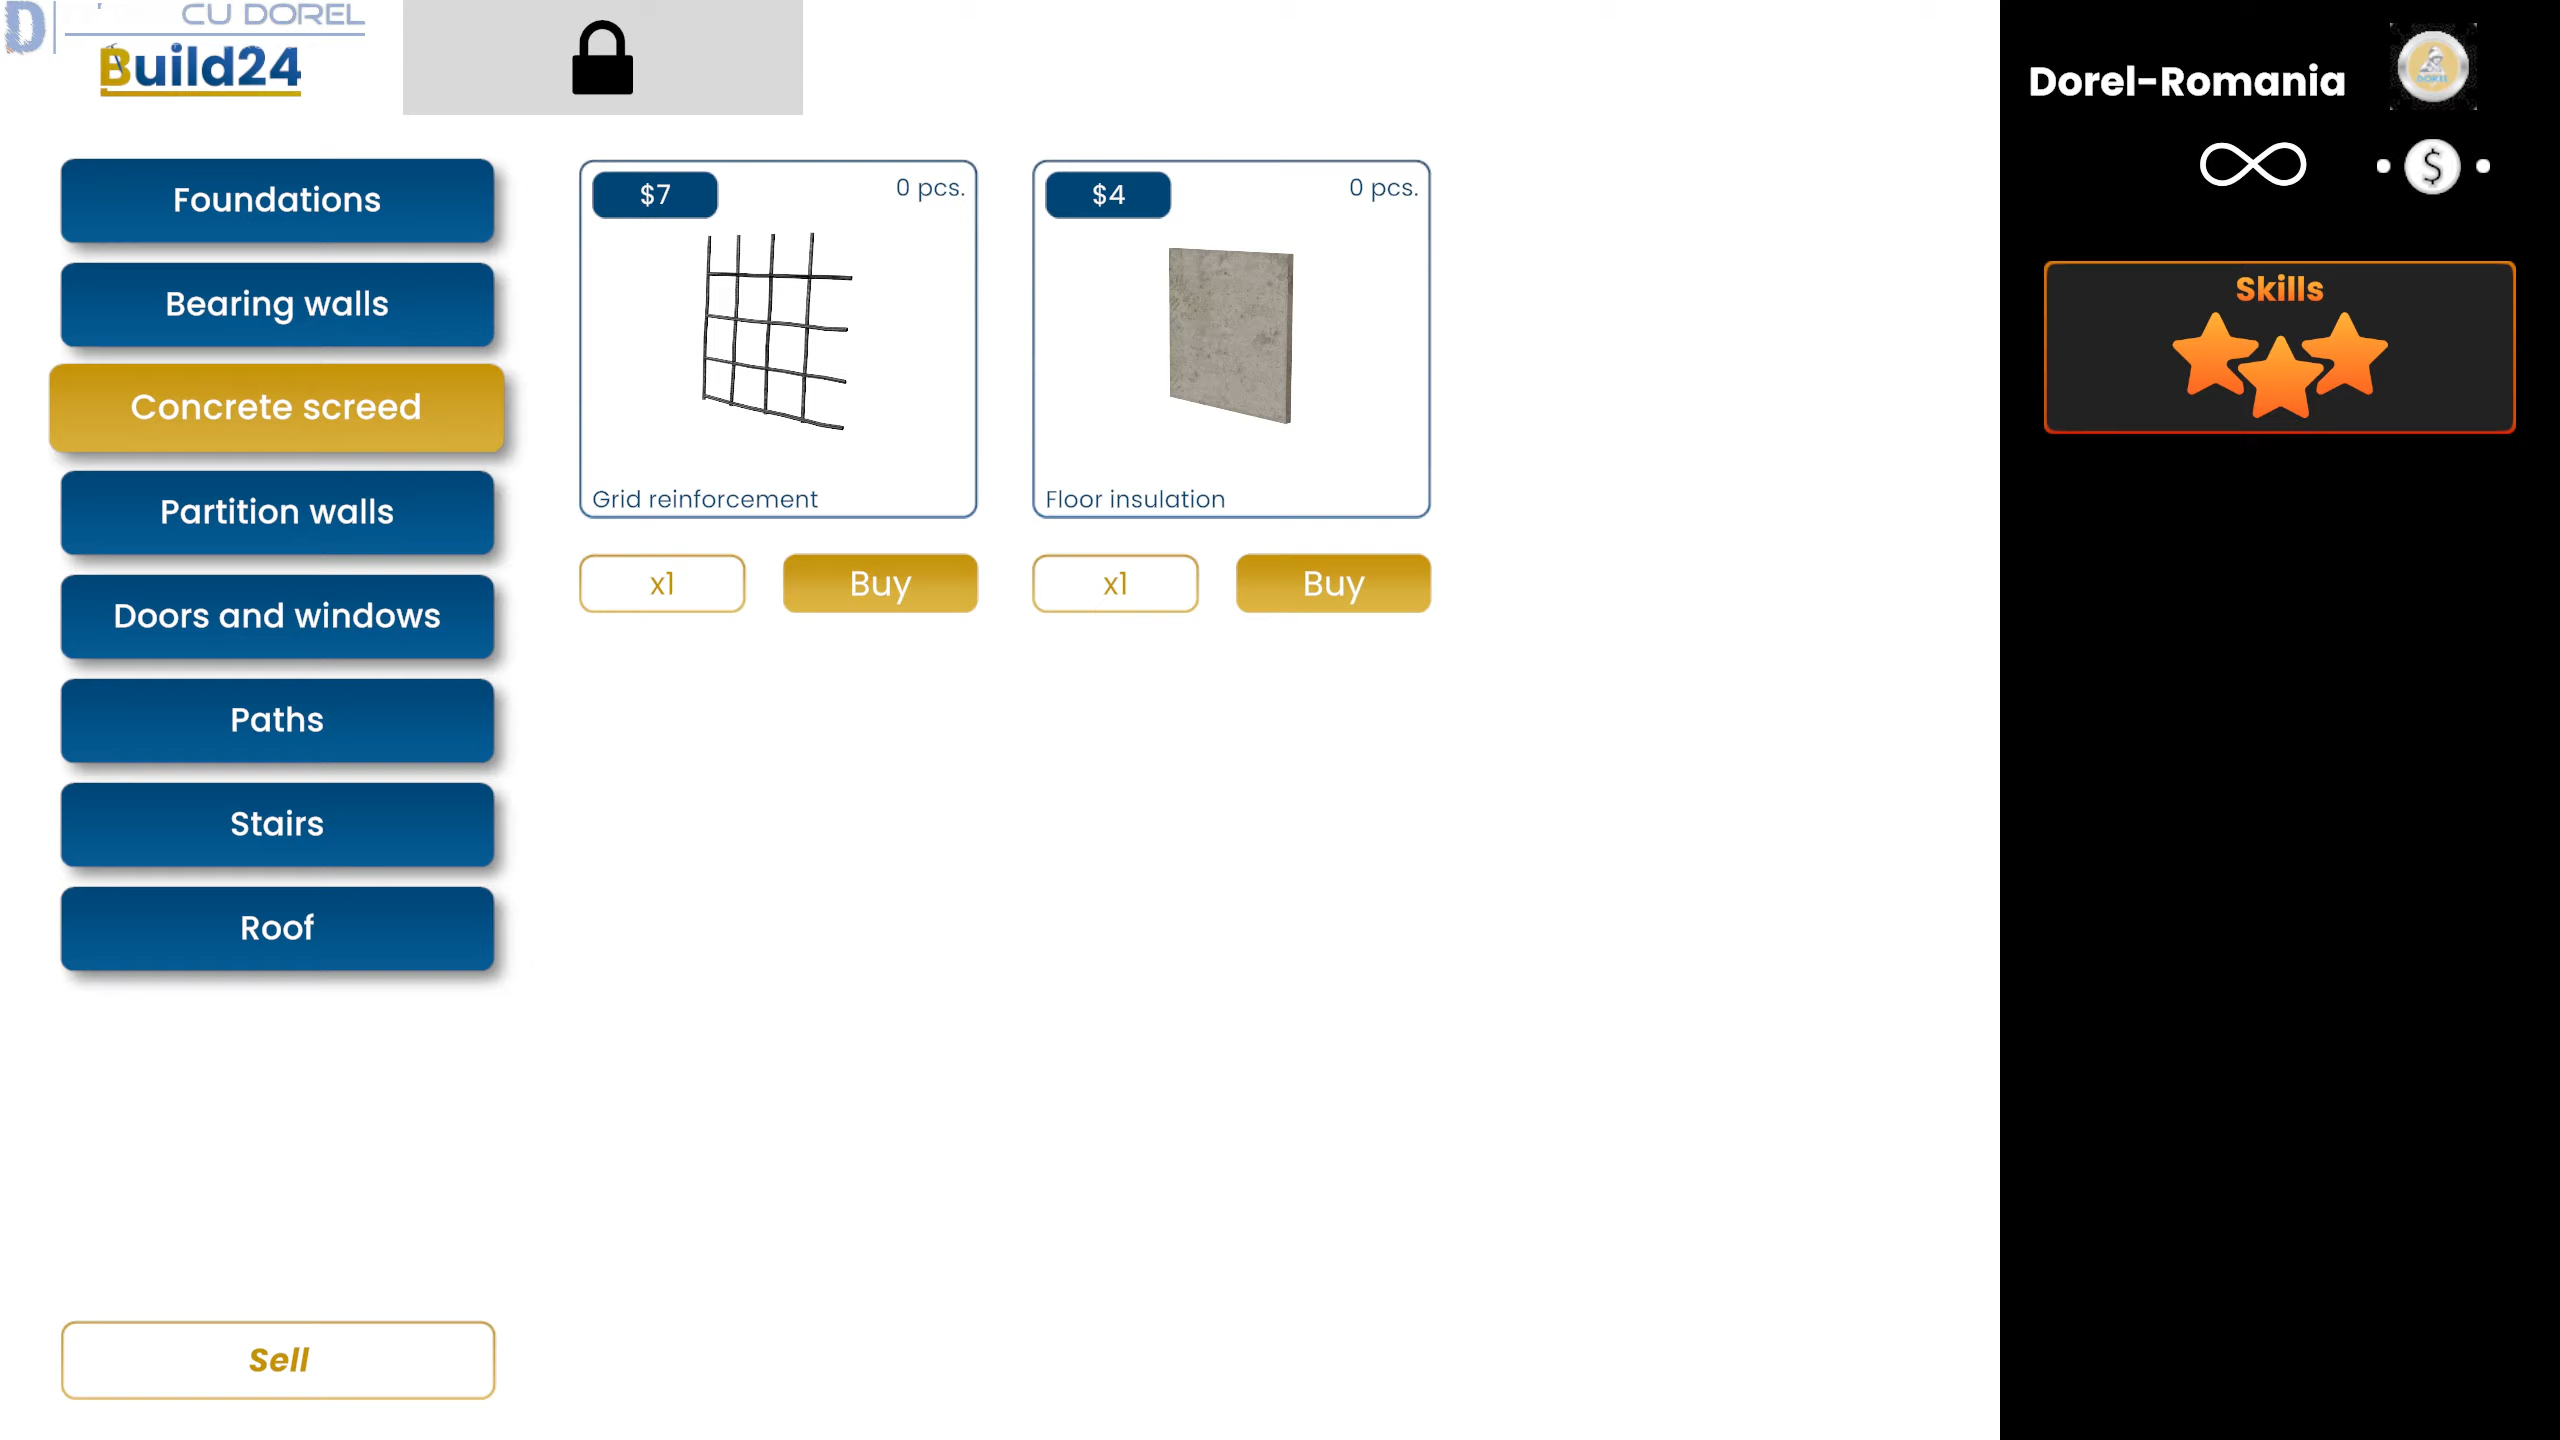 CU DOREL
Build24
Dorel-Romania
Foundations
Bearing walls
Concrete screed
Partition walls
Doors and windows
Paths
Stairs
Roof
Sell
$7
0 pcs.
Grid reinforcement
x1
Buy
$4
0 pcs.
Floor insulation
x1
Buy
$
Skills